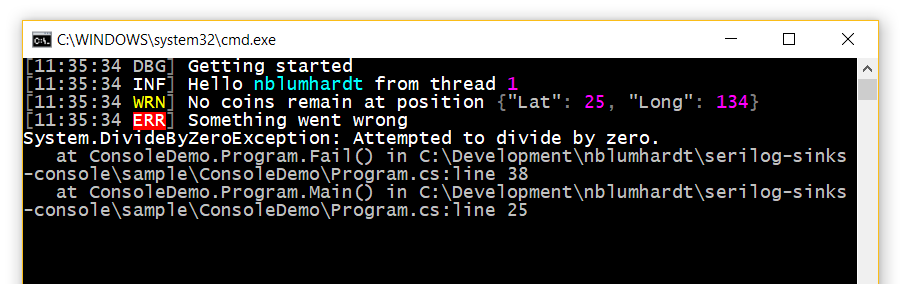 C:\WINDOWS\system32\cmd.exe
[11:35:34 DBG] Getting started
[11:35:34 INF] Hello nblumhardt from thread 1
[11:35:34 WRN] No coins remain at position {"Lat": 25, "Long": 134}
[11:35:34 ERR] Something went wrong
System.DivideByZeroException: Attempted to divide by zero.
   at ConsoleDemo.Program.Fail() in C:\Development\nblumhardt\serilog-sinks
-console\sample\ConsoleDemo\Program.cs:line 38
   at ConsoleDemo.Program.Main() in C:\Development\nblumhardt\serilog-sinks
-console\sample\ConsoleDemo\Program.cs:line 25